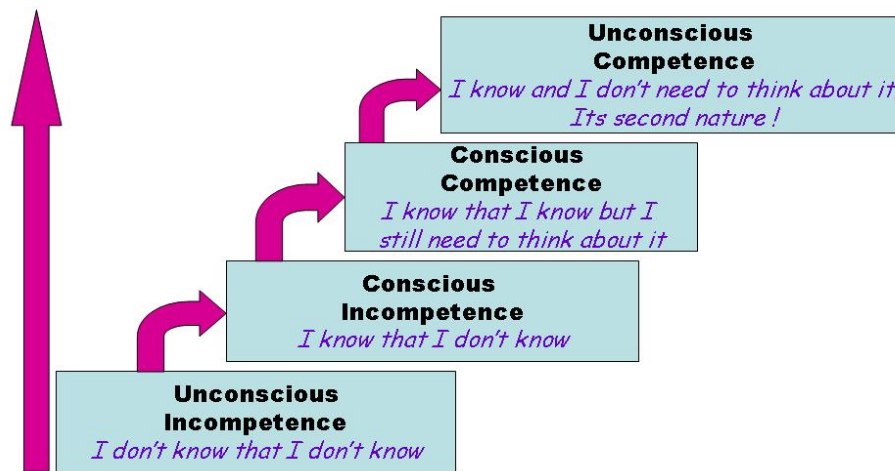 Unconscious
Competence
I know and I don't need to think about it
Its second nature !
Conscious
Competence
I know that I know but I
still need to think about it
Conscious
Incompetence
I know that I don't know
Unconscious
Incompetence
I don't know that I don't know